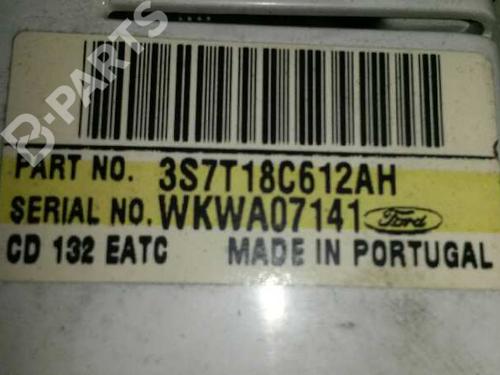 B-PARTS
PART NO. 3S7T18C612AH
SERIAL NO. WKWA07141 Ford
CD 132 EATC MADE IN PORTUGAL